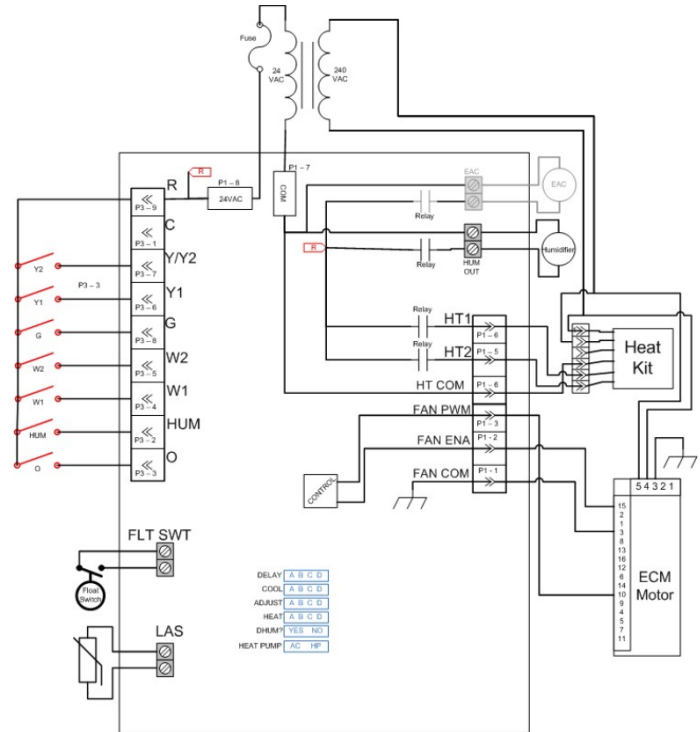 Fuse
24
VAC
240
VAC
R
P1 – 8
24VAC
P1 – 7
COM
R
P3 – 9
C
P3 – 1
Y/Y2
P3 – 7
Y1
P3 – 6
G
P3 – 8
W2
P3 – 5
W1
P3 – 4
HUM
P3 – 2
O
P3 – 3
Y2
P3 – 3
Y1
G
W2
W1
HUM
O
EAC
EAC
Relay
R
Relay
HUM
OUT
Humidifier
Relay
HT1
P1 – 6
Relay
HT2
P1 – 5
HT COM
P1 – 6
FAN PWM
P1 – 3
FAN ENA
P1 - 2
FAN COM
P1 - 1
CONTROL
Heat
Kit
5 4 3 2 1
15
2
1
3
8
13
16
12
6
14
10
9
4
5
7
11
ECM
Motor
FLT SWT
Float
Switch
LAS
DELAY A B C D
COOL A B C D
ADJUST A B C D
HEAT A B C D
DHUM? YES NO
HEAT PUMP AC HP